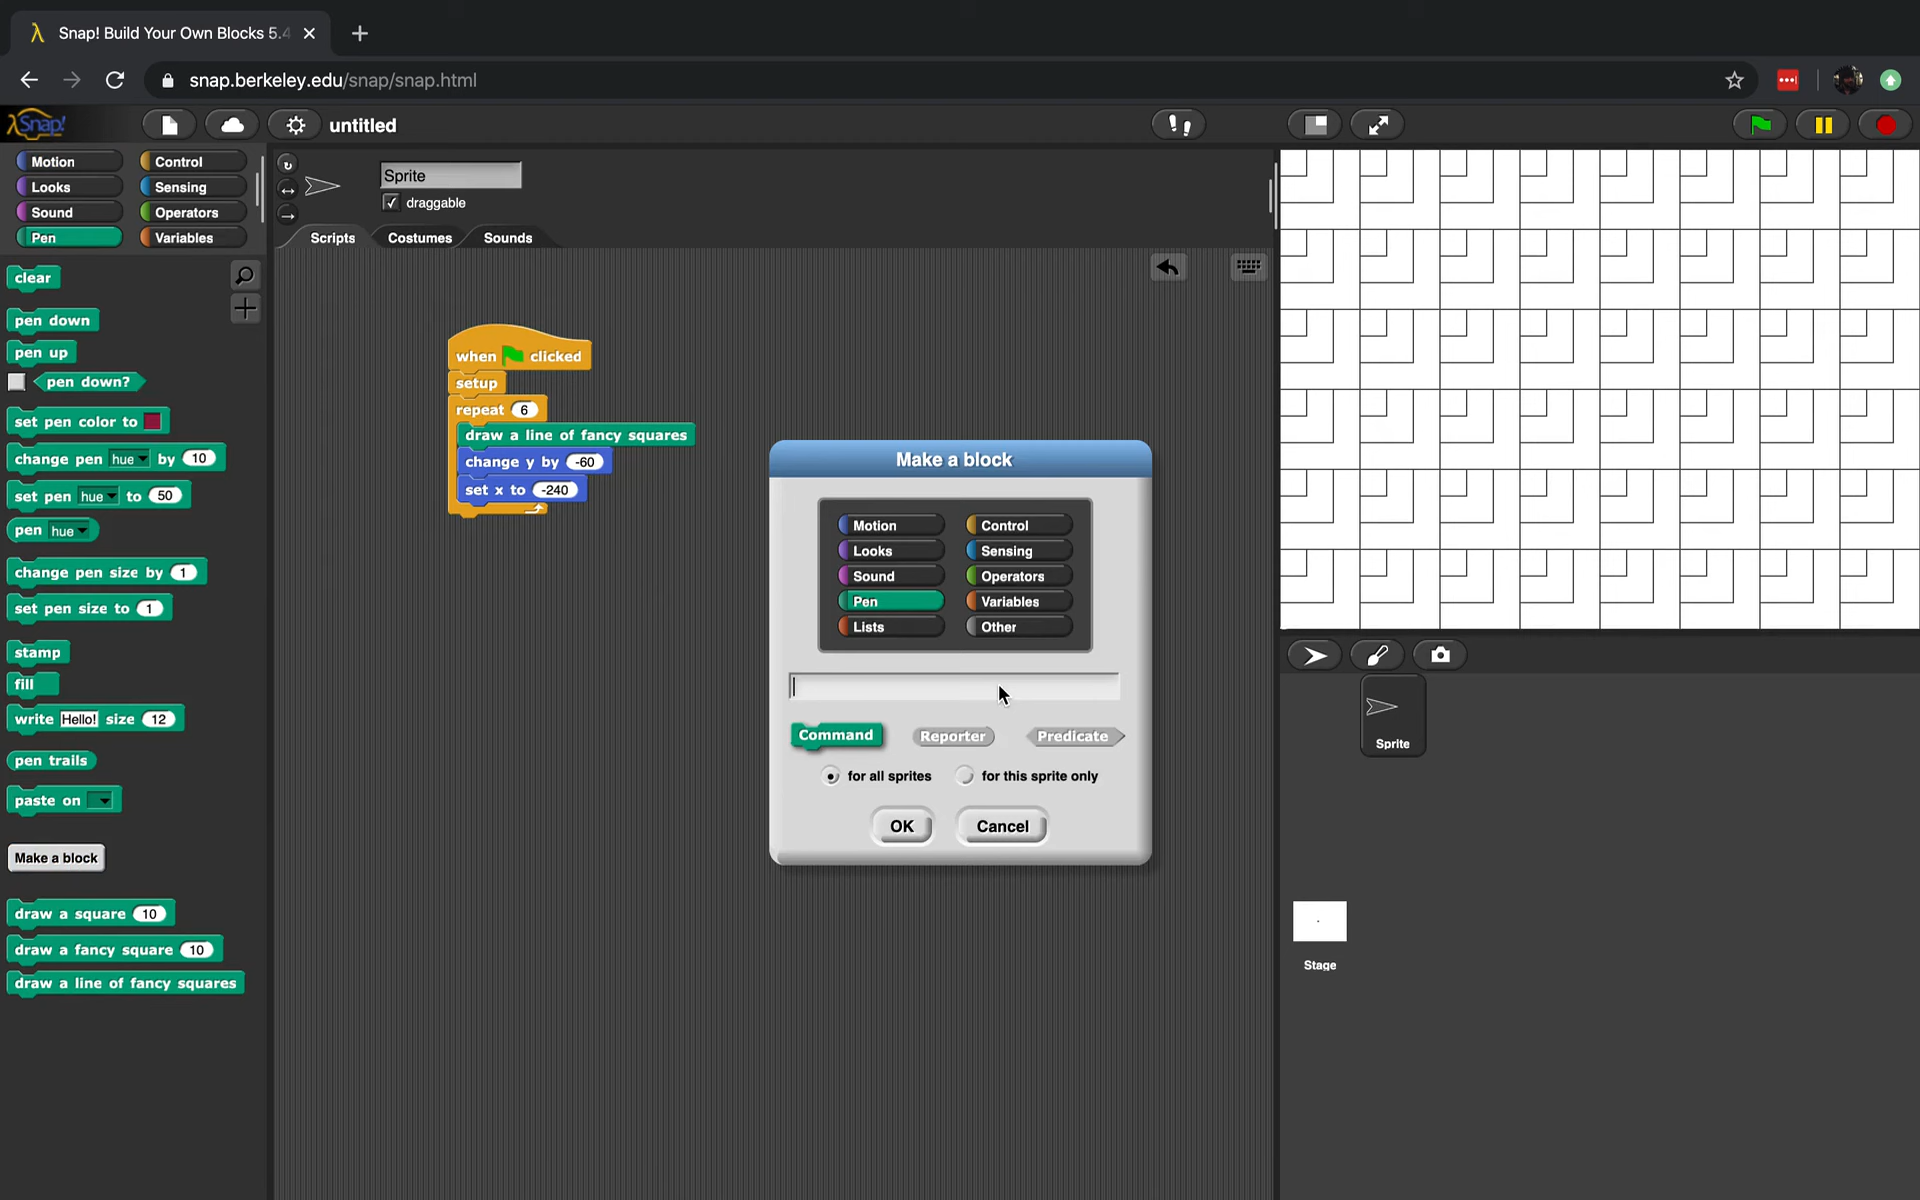 Snap! Build Your Own Blocks 5.4
snap.berkeley.edu/snap/snap.html
Snap!
untitled
Motion
Control
Looks
Sensing
Sound
Operators
Pen
Variables
Sprite
draggable
Scripts
Costumes
Sounds
clear
pen down
pen up
pen down?
set pen color to
change pen hue by 10
set pen hue to 50
pen hue
change pen size by 1
set pen size to 1
stamp
fill
write Hello! size 12
pen trails
paste on
Make a block
draw a square 10
draw a fancy square 10
draw a line of fancy squares
when clicked
setup
repeat 6
draw a line of fancy squares
change y by -60
set x to -240
Make a block
Motion
Control
Looks
Sensing
Sound
Operators
Pen
Variables
Lists
Other
Command
Reporter
Predicate
for all sprites
for this sprite only
OK
Cancel
Sprite
Stage